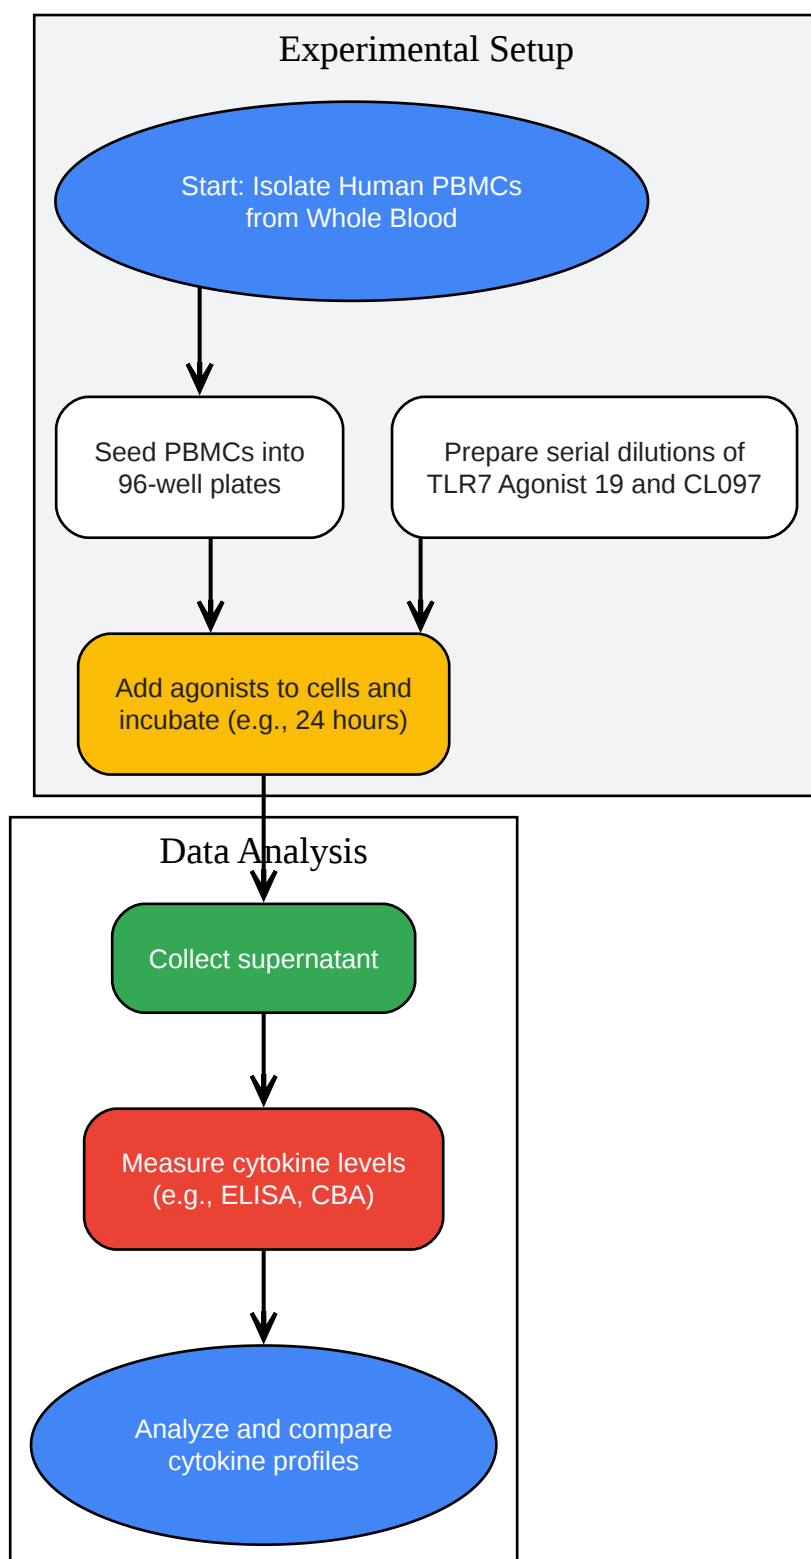 Experimental Setup
Start: Isolate Human PBMCs
from Whole Blood
Seed PBMCs into
96-well plates
Prepare serial dilutions of
TLR7 Agonist 19 and CL097
Add agonists to cells and
incubate (e.g., 24 hours)
Data Analysis
Collect supernatant
Measure cytokine levels
(e.g., ELISA, CBA)
Analyze and compare
cytokine profiles